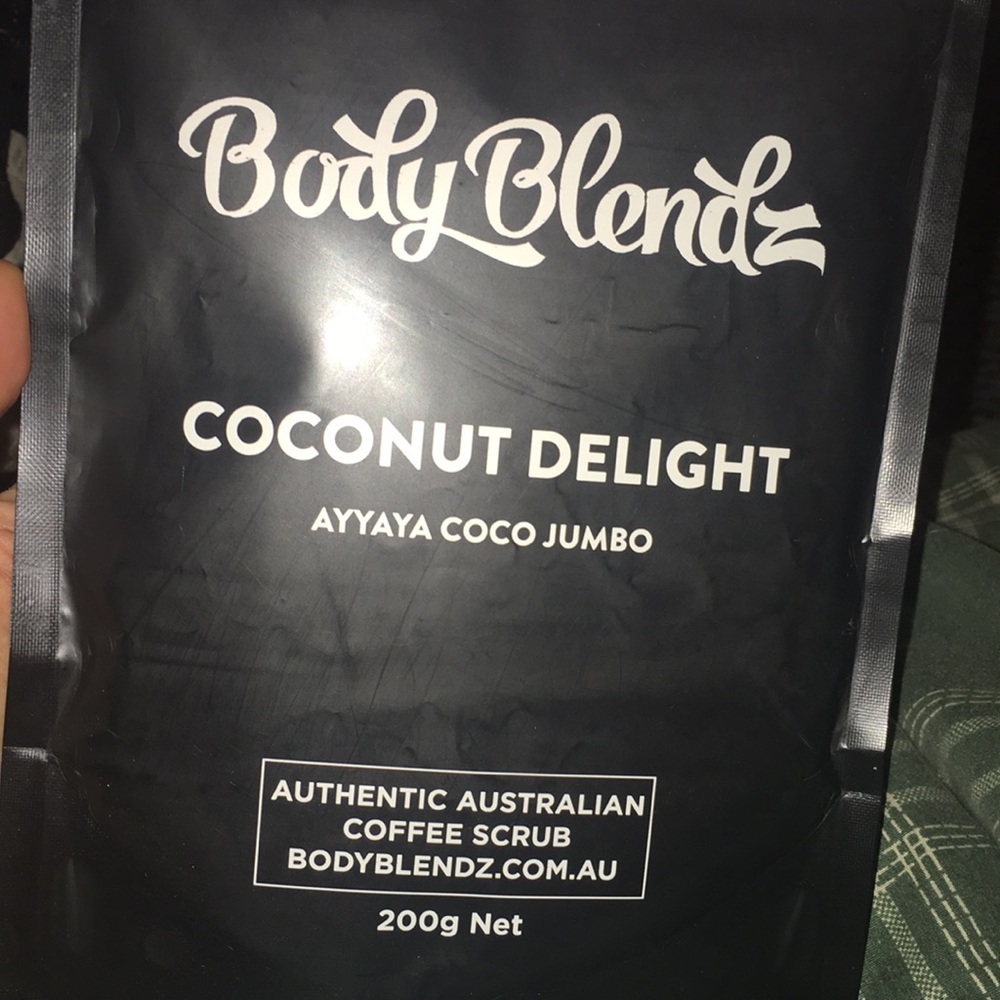 Body Blendz
COCONUT DELIGHT
AYYAYA COCO JUMBO
AUTHENTIC AUSTRALIAN
COFFEE SCRUB
BODYBLENDZ.COM.AU
200g Net